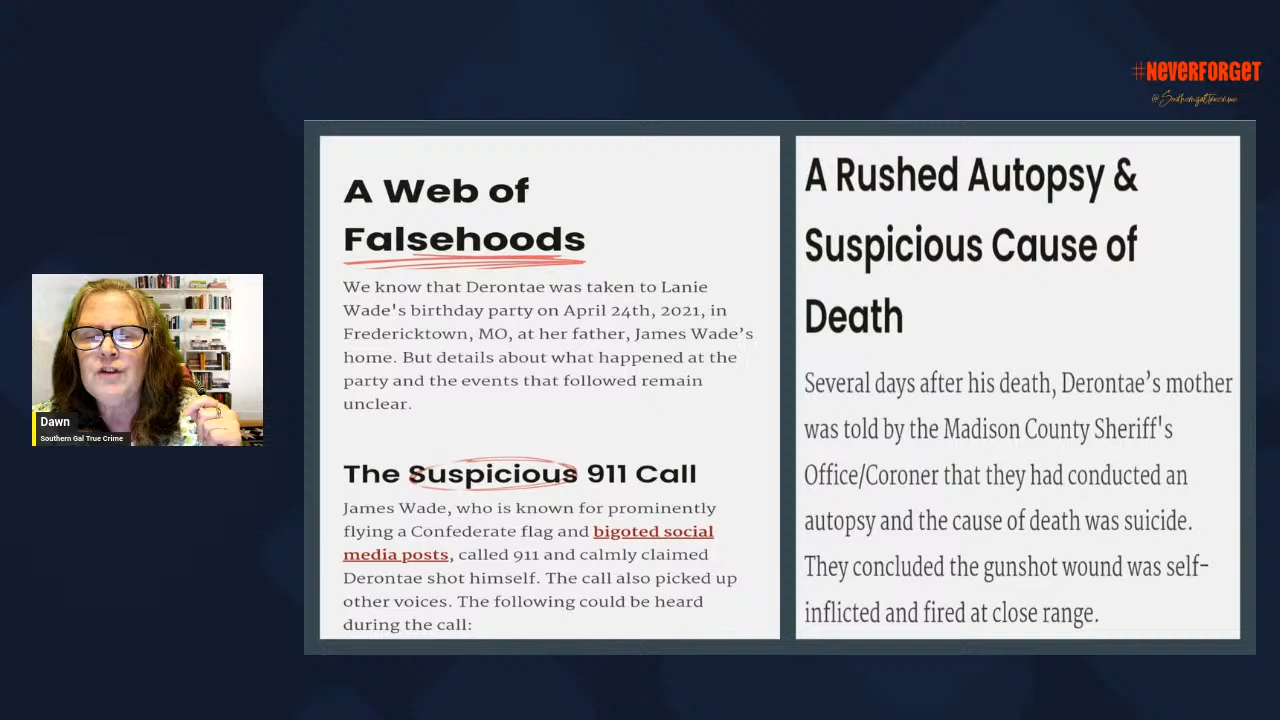 #NEVERFORGET
@Southerngaltruecrime
A Web of
Falsehoods
We know that Derontae was taken to Lanie
Wade's birthday party on April 24th, 2021, in
Fredericktown, MO, at her father, James Wade’s
home. But details about what happened at the
party and the events that followed remain
unclear.
The Suspicious 911 Call
James Wade, who is known for prominently
flying a Confederate flag and bigoted social
media posts, called 911 and calmly claimed
Derontae shot himself. The call also picked up
other voices. The following could be heard
during the call:
A Rushed Autopsy &
Suspicious Cause of
Death
Several days after his death, Derontae’s mother
was told by the Madison County Sheriff's
Office/Coroner that they had conducted an
autopsy and the cause of death was suicide.
They concluded the gunshot wound was self-
inflicted and fired at close range.
Dawn
Southern Gal True Crime